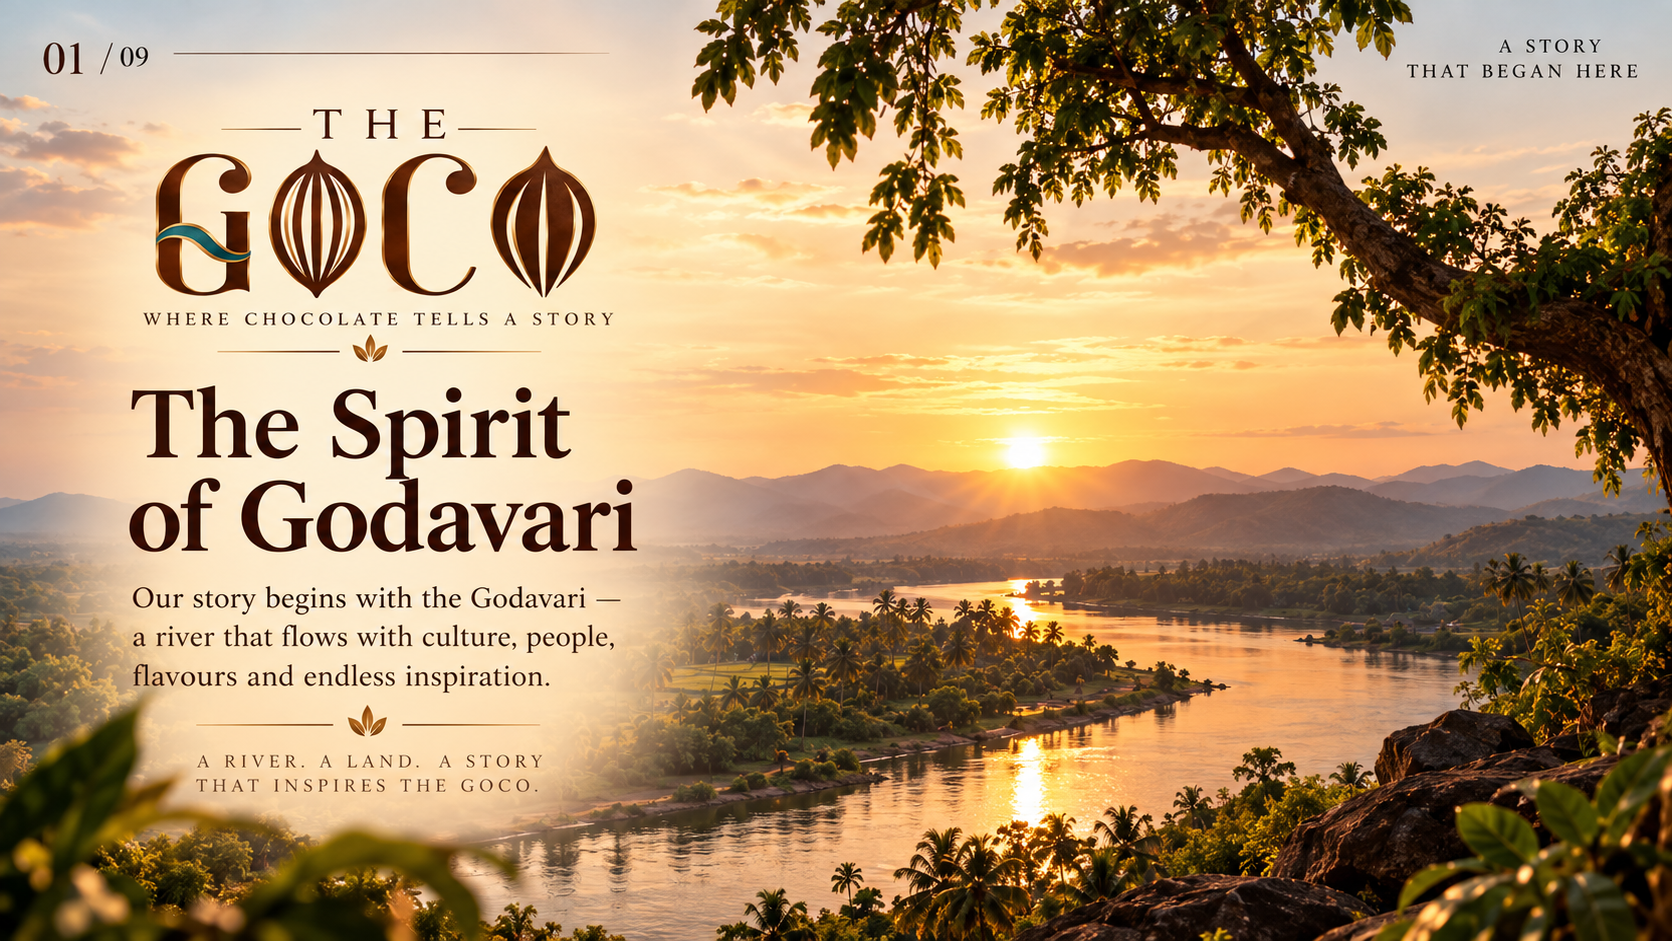 01 / 09
A STORY
THAT BEGAN HERE
THE
GOCO
WHERE CHOCOLATE TELLS A STORY
The Spirit
of Godavari
Our story begins with the Godavari —
a river that flows with culture, people,
flavours and endless inspiration.
A RIVER. A LAND. A STORY
THAT INSPIRES THE GOCO.